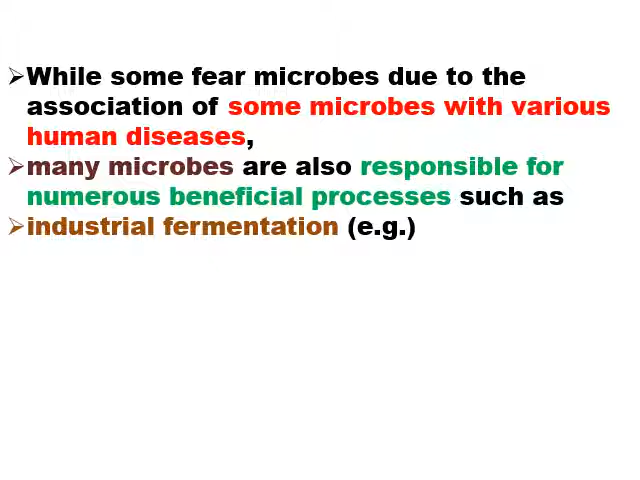 ➢While some fear microbes due to the
association of some microbes with various
human diseases,
➢many microbes are also responsible for
numerous beneficial processes such as
➢industrial fermentation (e.g.)